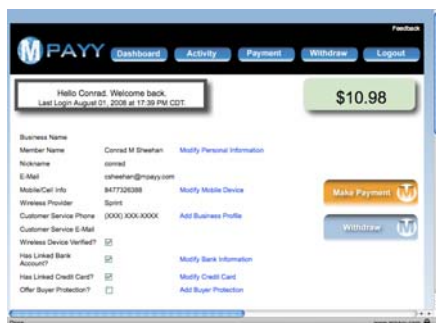 Feedback
MPAYY Dashboard Activity Payment Withdraw Logout
Hello Conrad. Welcome back.
Last Login August 01, 2008 at 17:39 PM CDT.
$10.98
Business Name
Member Name Conrad M Sheehan Modify Personal Information
Nickname conrad
E-Mail csheehan@mpayy.com
Mobile/Cell Info 8477326388 Modify Mobile Device
Wireless Provider Sprint
Make Payment
Customer Service Phone (XXX) XXX-XXXX Add Business Profile
Customer Service E-Mail
Withdraw
Wireless Device Verified?
Has Linked Bank
Account? Modify Bank Information
Has Linked Credit Card? Modify Credit Card
Offer Buyer Protection? Add Buyer Protection